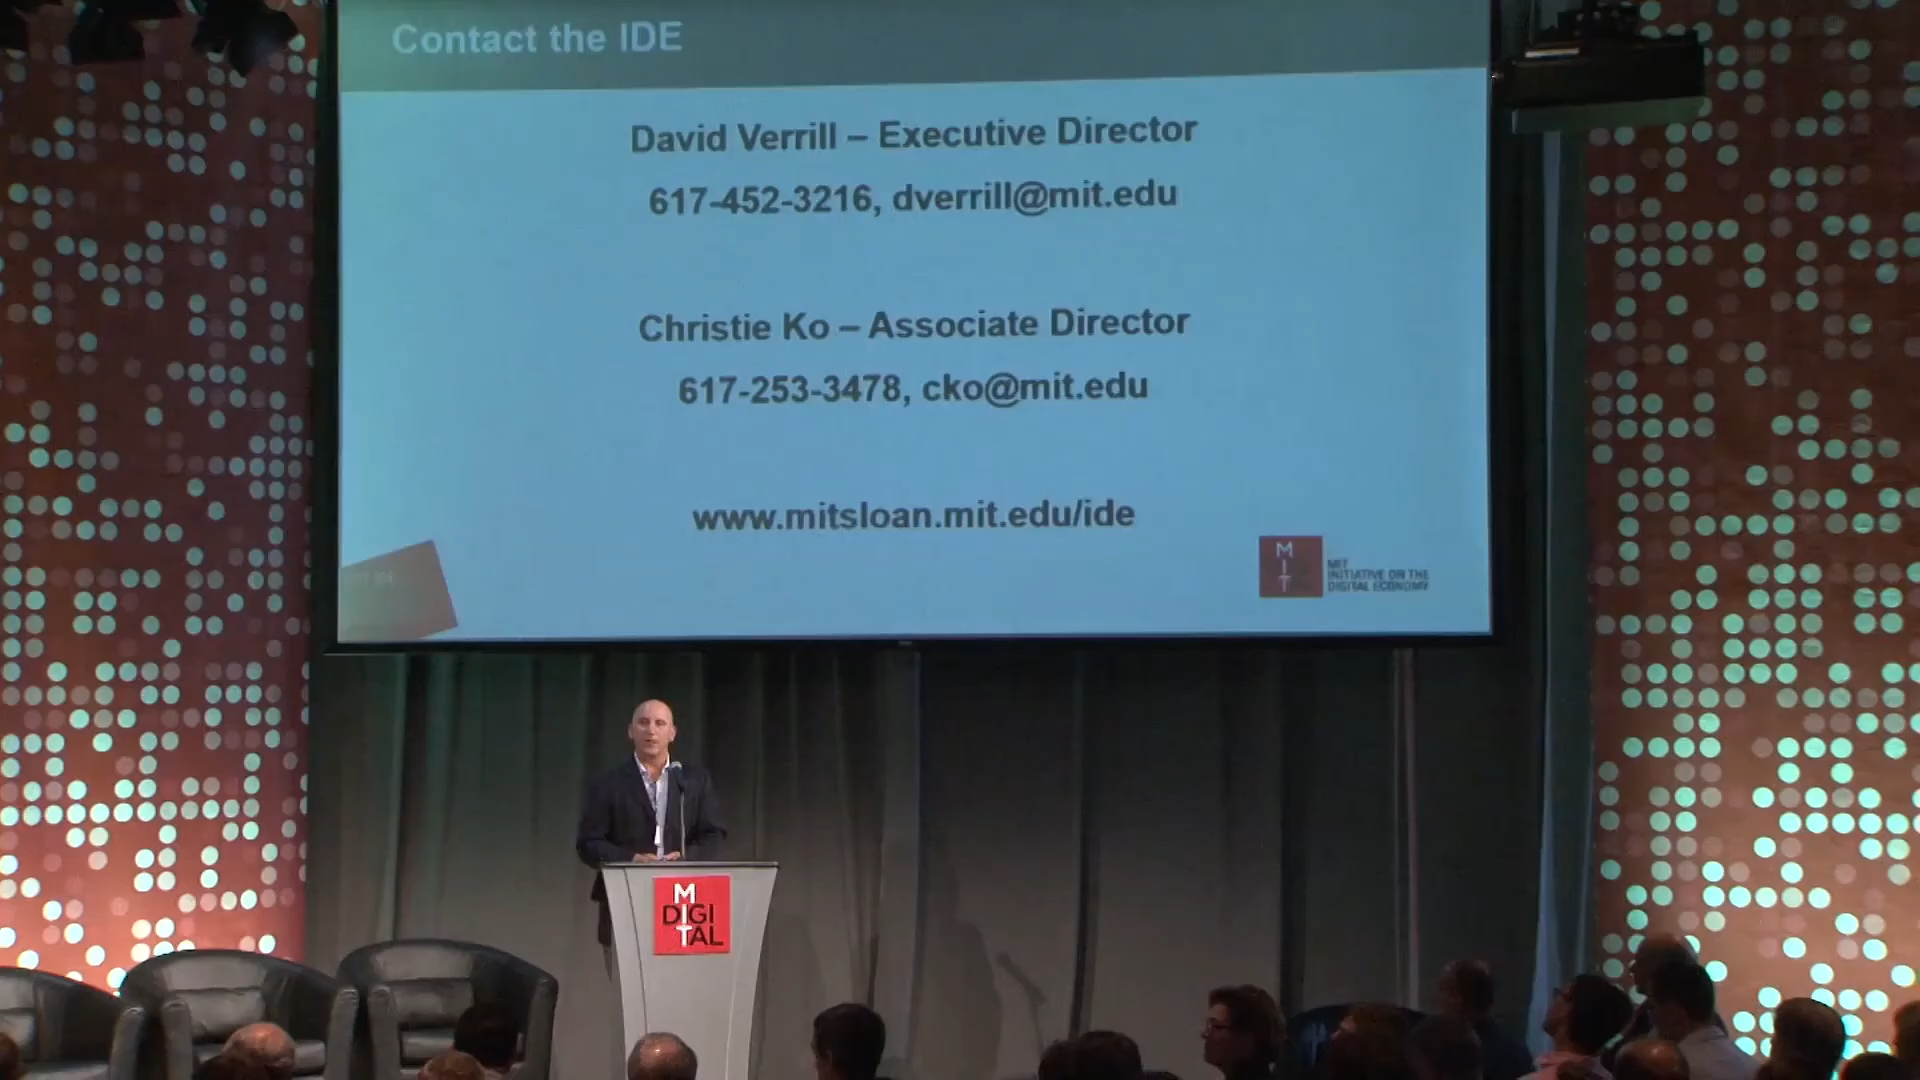 Contact the IDE
David Verrill – Executive Director
617-452-3216, dverrill@mit.edu
Christie Ko – Associate Director
617-253-3478, cko@mit.edu
www.mitsloan.mit.edu/ide
MIT
MIT
INITIATIVE ON THE
DIGITAL ECONOMY
M
DIGI
TAL